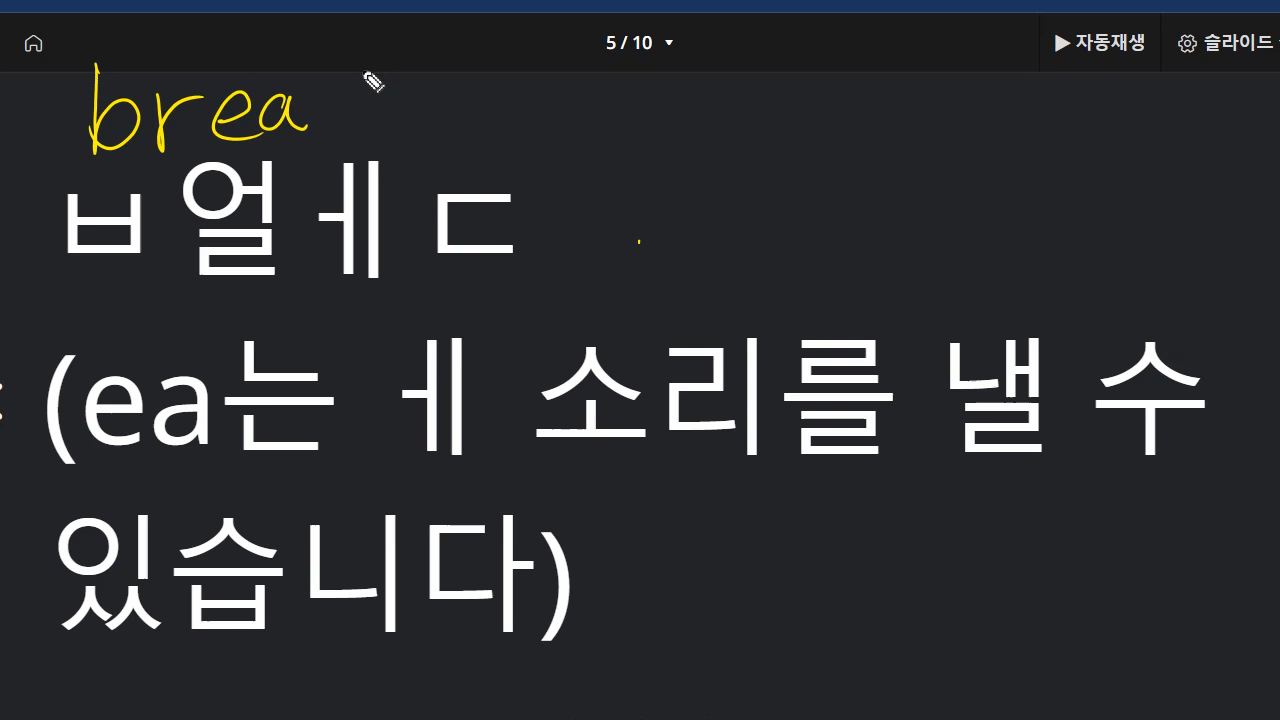 5 / 10 ▶ 자동재생 슬라이드
brea
ㅂ얼ㅔㄷ
(ea는 ㅔ 소리를 낼 수
있습니다)